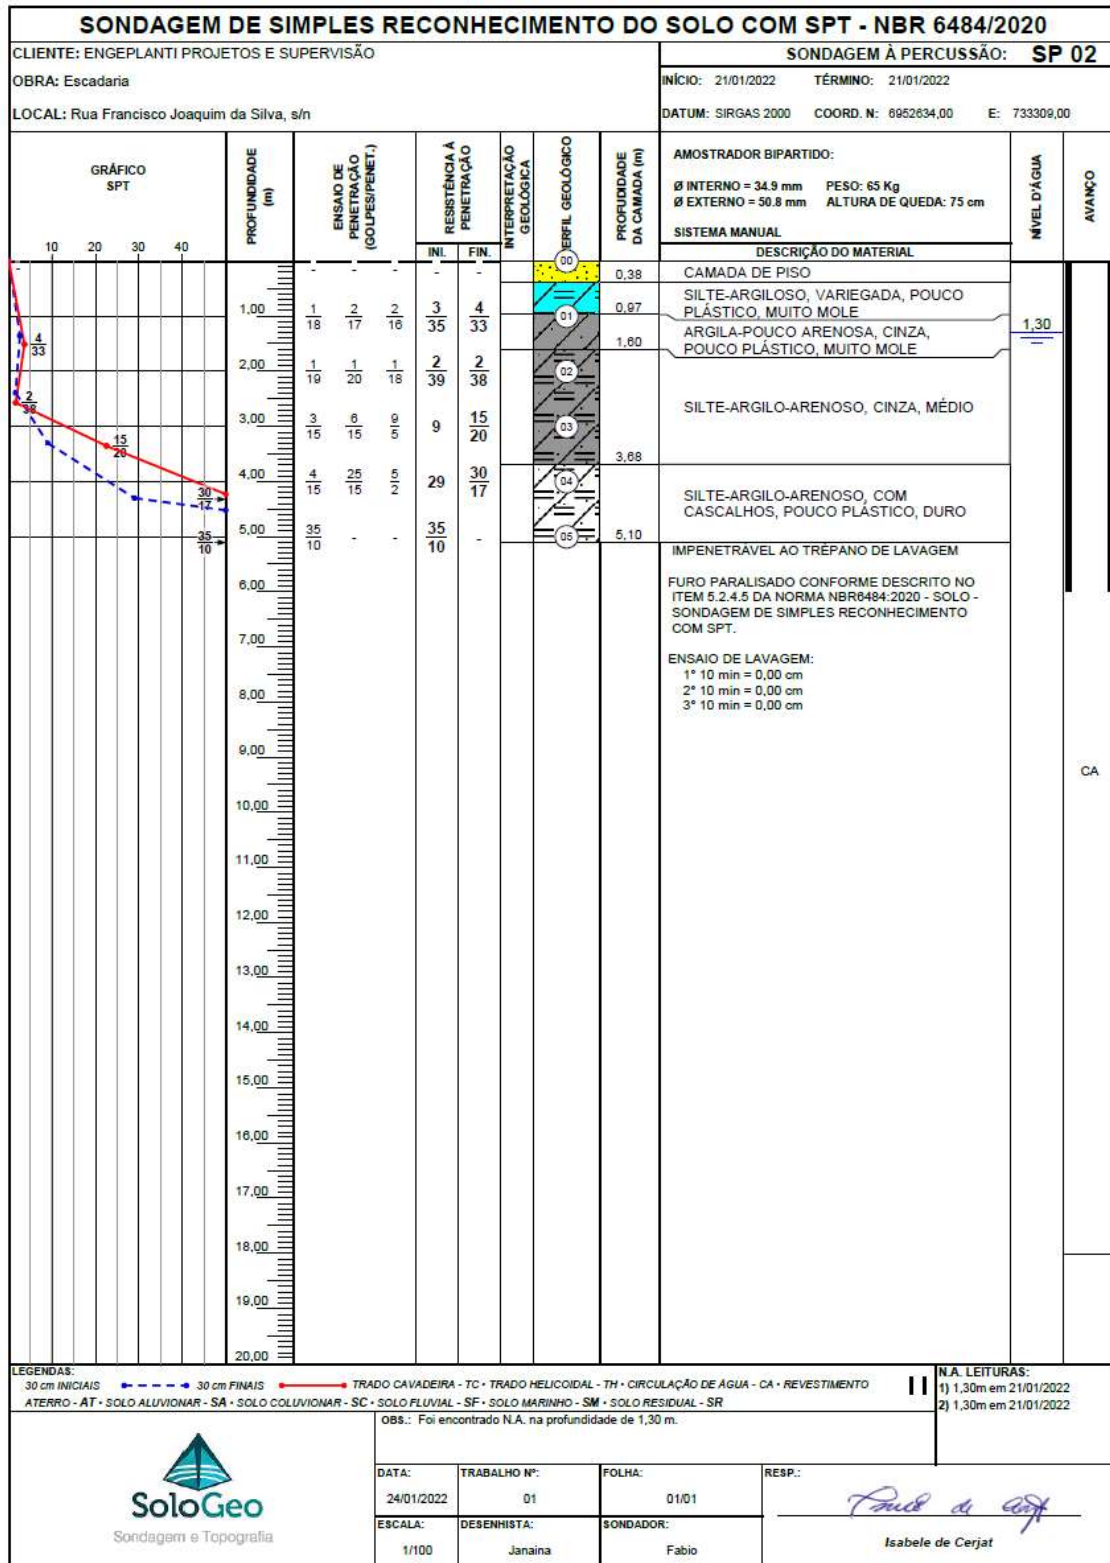 SONDAGEM DE SIMPLES RECONHECIMENTO DO SOLO COM SPT - NBR 6484/2020
CLIENTE: ENGEPLANTI PROJETOS E SUPERVISÃO
SONDAGEM À PERCUSSÃO: SP 02
OBRA: Escadaria
INÍCIO: 21/01/2022 TÉRMINO: 21/01/2022
LOCAL: Rua Francisco Joaquim da Silva, s/n
DATUM: SIRGAS 2000 COORD. N: 6952634,00 E: 733309,00
GRÁFICO
SPT
10 20 30 40
PROFUNDIDADE
(m)
ENSAIO DE
PENETRAÇÃO
(GOLPES/PENET.)
RESISTÊNCIA À
PENETRAÇÃO
INI. FIN.
INTERPRETAÇÃO
GEOLÓGICA
ERFIL GEOLÓGICO
PROFUDIDADE
DA CAMADA (m)
AMOSTRADOR BIPARTIDO:
Ø INTERNO = 34.9 mm PESO: 65 Kg
Ø EXTERNO = 50.8 mm ALTURA DE QUEDA: 75 cm
SISTEMA MANUAL
DESCRIÇÃO DO MATERIAL
NÍVEL D'ÁGUA
AVANÇO
- - - - - - 00
0,38 CAMADA DE PISO
1,00 1/18 2/17 2/16 3/35 4/33 01 0,97
SILTE-ARGILOSO, VARIEGADA, POUCO
PLÁSTICO, MUITO MOLE
1,30
4/33
1,60
ARGILA-POUCO ARENOSA, CINZA,
POUCO PLÁSTICO, MUITO MOLE
2,00 1/19 1/20 1/18 2/39 2/38 02
2/38
SILTE-ARGILO-ARENOSO, CINZA, MÉDIO
3,00 3/15 6/15 9/5 9 15/20 03
15/20
3,68
4,00 4/15 25/15 5/2 29 30/17 04
30/17
SILTE-ARGILO-ARENOSO, COM
CASCALHOS, POUCO PLÁSTICO, DURO
5,00 35/10 - - 35/10 - 05 5,10
35/10
IMPENETRÁVEL AO TRÉPANO DE LAVAGEM
6,00
FURO PARALISADO CONFORME DESCRITO NO
ITEM 5.2.4.5 DA NORMA NBR6484:2020 - SOLO -
SONDAGEM DE SIMPLES RECONHECIMENTO
COM SPT.
7,00
ENSAIO DE LAVAGEM:
1° 10 min = 0,00 cm
2° 10 min = 0,00 cm
3° 10 min = 0,00 cm
8,00
9,00
CA
10,00
11,00
12,00
13,00
14,00
15,00
16,00
17,00
18,00
19,00
20,00
LEGENDAS:
30 cm INICIAIS 30 cm FINAIS TRADO CAVADEIRA - TC • TRADO HELICOIDAL - TH • CIRCULAÇÃO DE ÁGUA - CA • REVESTIMENTO
ATERRO - AT • SOLO ALUVIONAR - SA • SOLO COLUVIONAR - SC • SOLO FLUVIAL - SF • SOLO MARINHO - SM • SOLO RESIDUAL - SR
N.A. LEITURAS:
1) 1,30m em 21/01/2022
2) 1,30m em 21/01/2022
OBS.: Foi encontrado N.A. na profundidade de 1,30 m.
SoloGeo
Sondagem e Topografia
DATA: TRABALHO Nº: FOLHA: RESP.:
24/01/2022 01 01/01
ESCALA: DESENHISTA: SONDADOR:
1/100 Janaina Fabio
Isabele de Cerjat